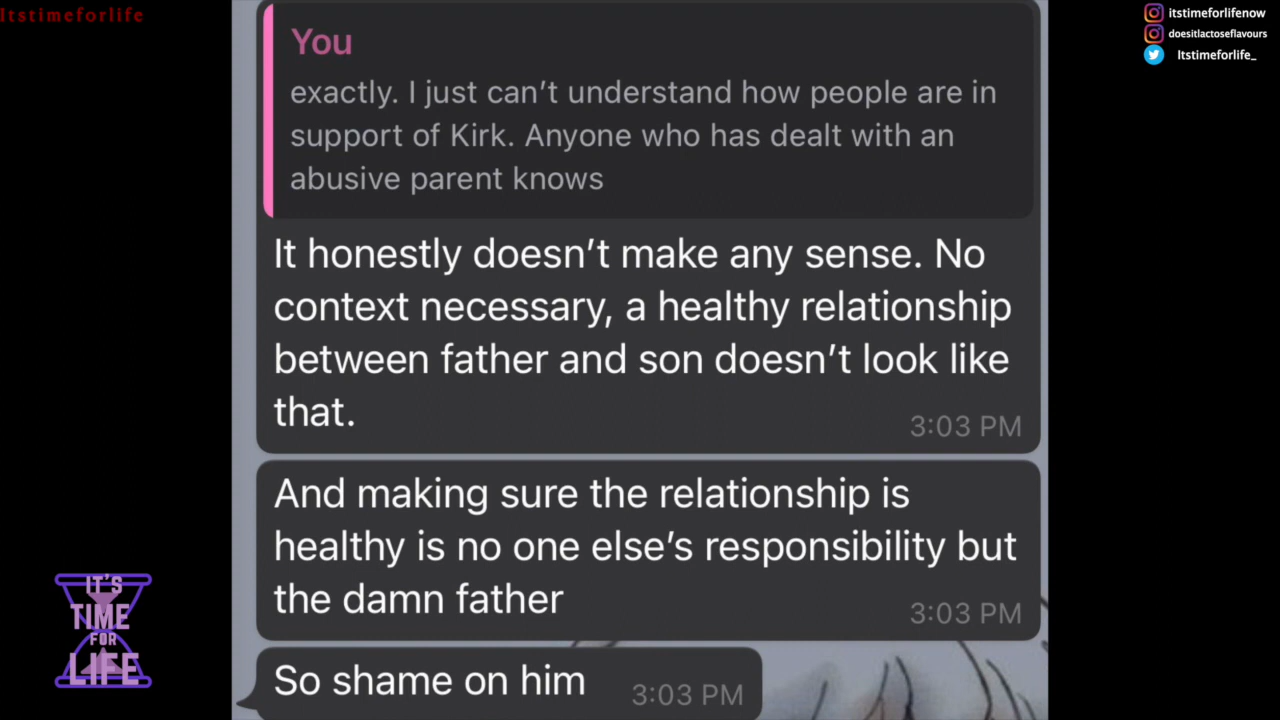 Itstimeforlife
itstimeforlifenow
doesitlactoseflavours
Itstimeforlife_
You
exactly. I just can’t understand how people are in
support of Kirk. Anyone who has dealt with an
abusive parent knows
It honestly doesn’t make any sense. No
context necessary, a healthy relationship
between father and son doesn’t look like
that.
3:03 PM
And making sure the relationship is
healthy is no one else’s responsibility but
the damn father
3:03 PM
So shame on him
3:03 PM
IT'S
TIME
FOR
LIFE